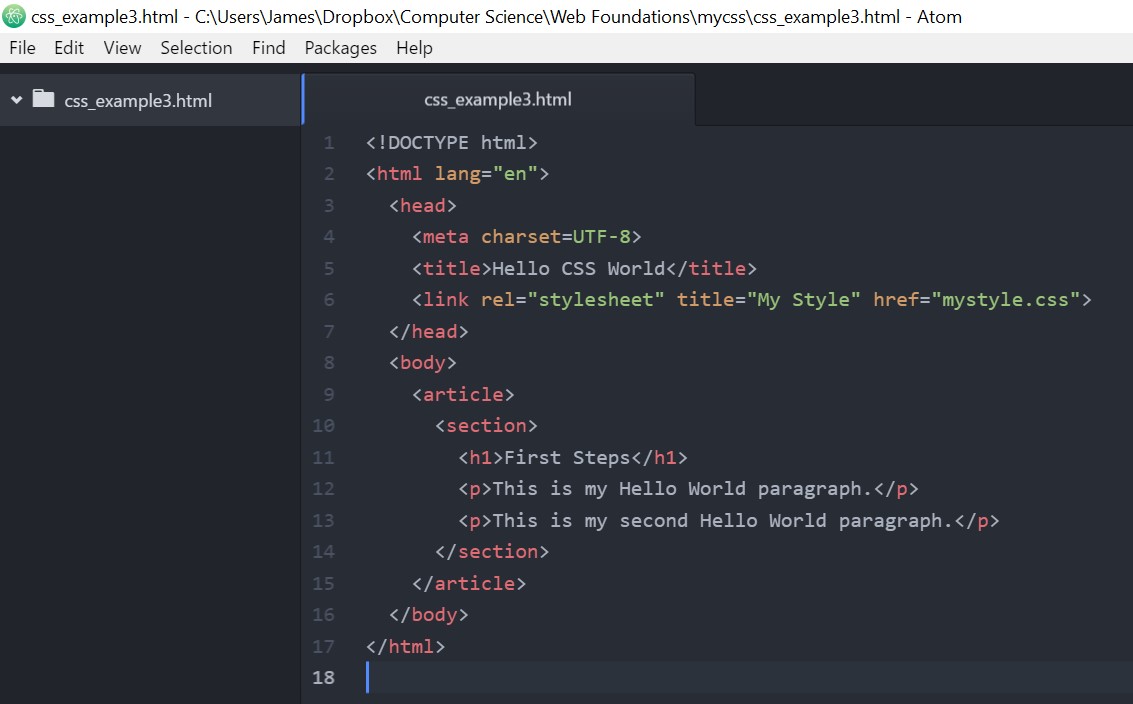 css_example3.html - C:\Users\James\Dropbox\Computer Science\Web Foundations\mycss\css_example3.html - Atom
File Edit View Selection Find Packages Help
css_example3.html
css_example3.html
1 <!DOCTYPE html>
2 <html lang="en">
3   <head>
4     <meta charset=UTF-8>
5     <title>Hello CSS World</title>
6     <link rel="stylesheet" title="My Style" href="mystyle.css">
7   </head>
8   <body>
9     <article>
10       <section>
11         <h1>First Steps</h1>
12         <p>This is my Hello World paragraph.</p>
13         <p>This is my second Hello World paragraph.</p>
14       </section>
15     </article>
16   </body>
17 </html>
18